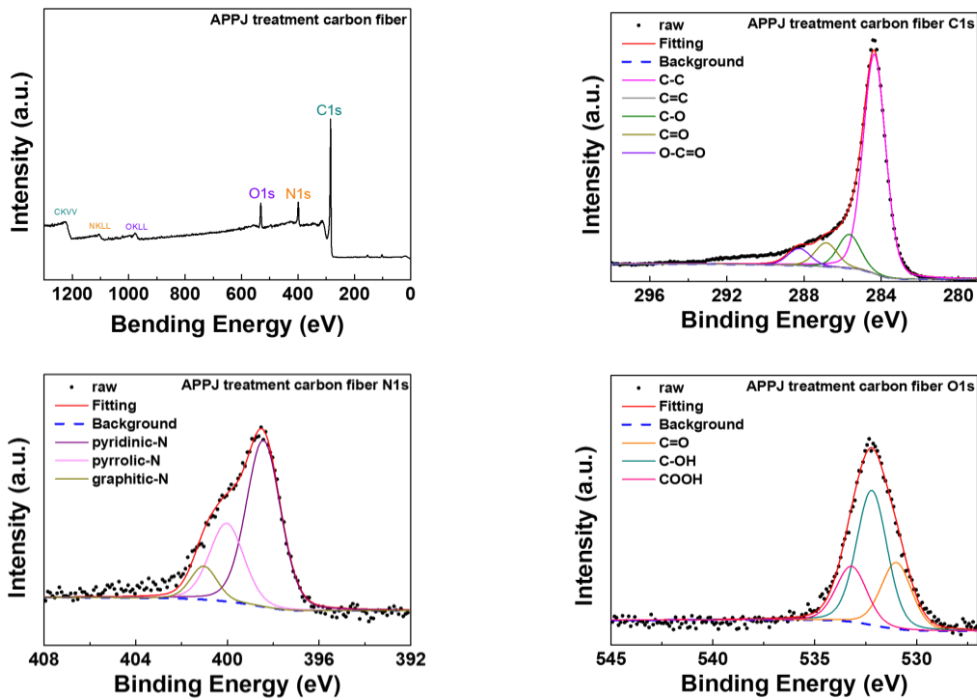 APPJ treatment carbon fiber
C1s
O1s
N1s
CKVV
NKLL
OKLL
Intensity (a.u.)
1200 1000 800 600 400 200 0
Bending Energy (eV)
raw
APPJ treatment carbon fiber C1s
Fitting
Background
C-C
C=C
C-O
C=O
O-C=O
Intensity (a.u.)
296 292 288 284 280
Binding Energy (eV)
raw
APPJ treatment carbon fiber N1s
Fitting
Background
pyridinic-N
pyrrolic-N
graphitic-N
Intensity (a.u.)
408 404 400 396 392
Binding Energy (eV)
raw
APPJ treatment carbon fiber O1s
Fitting
Background
C=O
C-OH
COOH
Intensity (a.u.)
545 540 535 530
Binding Energy (eV)